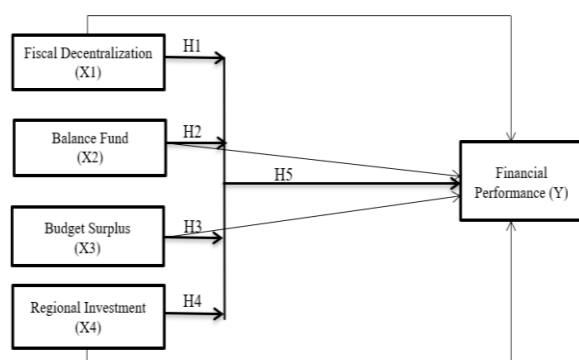 Fiscal Decentralization
(X1)
H1
Balance Fund
(X2)
H2
H5
Financial
Performance (Y)
Budget Surplus
(X3)
H3
Regional Investment
(X4)
H4